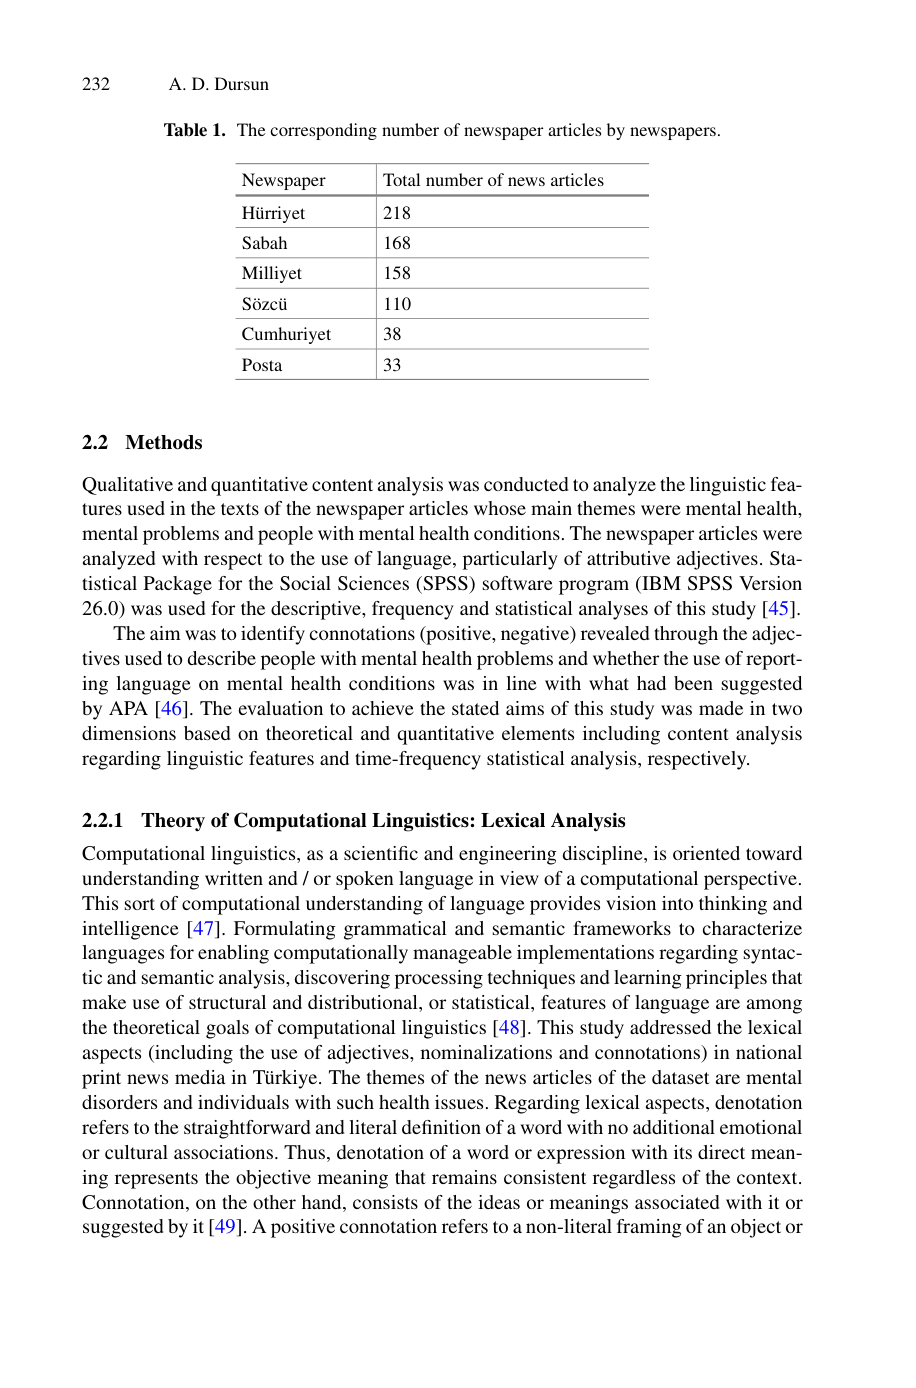 232 A. D. Dursun
Table 1. The corresponding number of newspaper articles by newspapers.
Newspaper Total number of news articles
Hürriyet 218
Sabah 168
Milliyet 158
Sözcü 110
Cumhuriyet 38
Posta 33
2.2 Methods
Qualitative and quantitative content analysis was conducted to analyze the linguistic fea-
tures used in the texts of the newspaper articles whose main themes were mental health,
mental problems and people with mental health conditions. The newspaper articles were
analyzed with respect to the use of language, particularly of attributive adjectives. Sta-
tistical Package for the Social Sciences (SPSS) software program (IBM SPSS Version
26.0) was used for the descriptive, frequency and statistical analyses of this study [45].
The aim was to identify connotations (positive, negative) revealed through the adjec-
tives used to describe people with mental health problems and whether the use of report-
ing language on mental health conditions was in line with what had been suggested
by APA [46]. The evaluation to achieve the stated aims of this study was made in two
dimensions based on theoretical and quantitative elements including content analysis
regarding linguistic features and time-frequency statistical analysis, respectively.
2.2.1 Theory of Computational Linguistics: Lexical Analysis
Computational linguistics, as a scientific and engineering discipline, is oriented toward
understanding written and / or spoken language in view of a computational perspective.
This sort of computational understanding of language provides vision into thinking and
intelligence [47]. Formulating grammatical and semantic frameworks to characterize
languages for enabling computationally manageable implementations regarding syntac-
tic and semantic analysis, discovering processing techniques and learning principles that
make use of structural and distributional, or statistical, features of language are among
the theoretical goals of computational linguistics [48]. This study addressed the lexical
aspects (including the use of adjectives, nominalizations and connotations) in national
print news media in Türkiye. The themes of the news articles of the dataset are mental
disorders and individuals with such health issues. Regarding lexical aspects, denotation
refers to the straightforward and literal definition of a word with no additional emotional
or cultural associations. Thus, denotation of a word or expression with its direct mean-
ing represents the objective meaning that remains consistent regardless of the context.
Connotation, on the other hand, consists of the ideas or meanings associated with it or
suggested by it [49]. A positive connotation refers to a non-literal framing of an object or